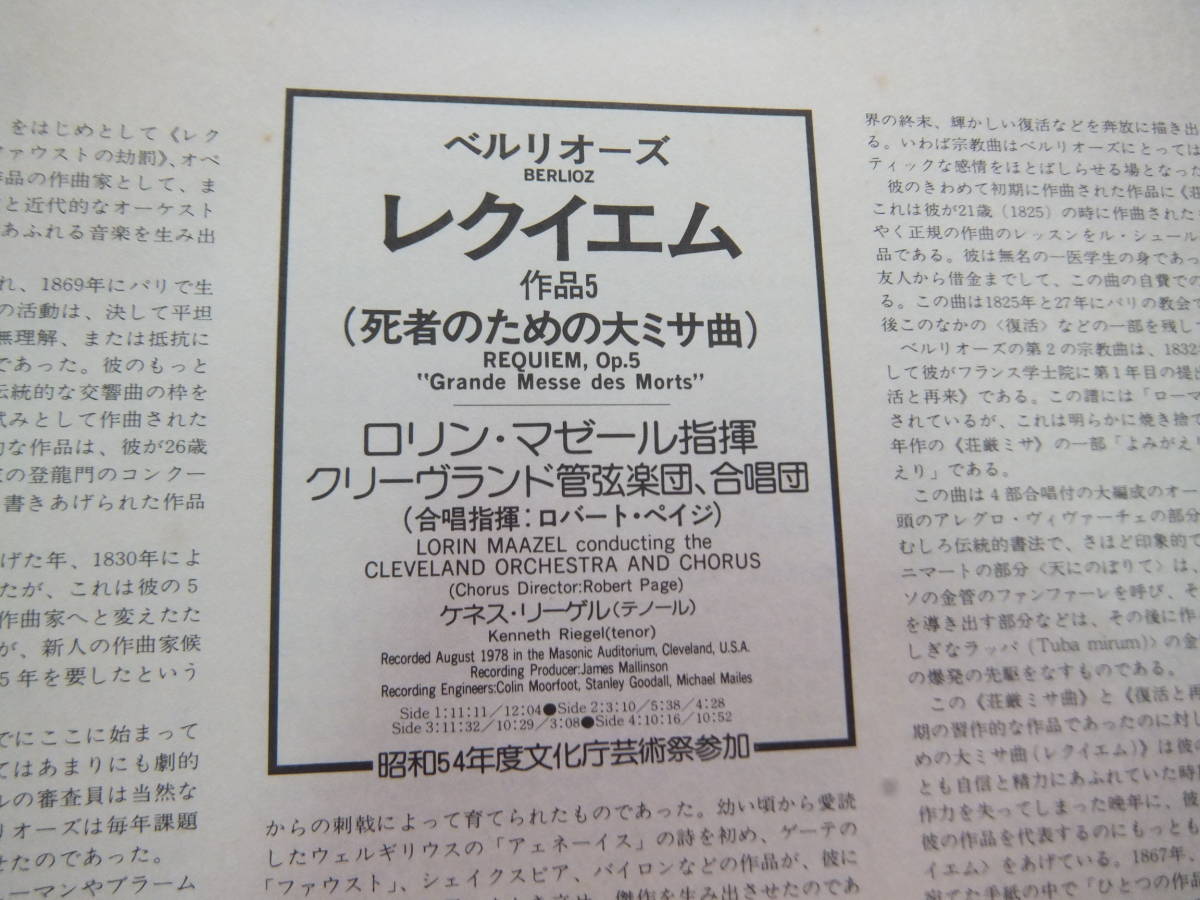 をはじめとして《レク
ファウストの劫罰》、オペ
作品の作曲家として、ま
と近代的なオーケスト
あふれる音楽を生み出
れ、1869年にパリで生
の活動は、決して平坦
無理解、または抵抗に
であった。彼のもっと
伝統的な交響曲の枠を
試みとして作曲された
的な作品は、彼が26歳
の登龍門のコンクー
書きあげられた作品
げた年、1830年によ
たが、これは彼の5
作曲家へと変えたた
が、新人の作曲家候
5年を要したという
でにここに始まって
てはあまりにも劇的
ルの審査員は当然な
リオーズは毎年課題
せたのであった。
ーマンやブラーム
ベルリオーズ
BERLIOZ
レクイエム
作品5
(死者のための大ミサ曲)
REQUIEM, Op.5
"Grande Messe des Morts"
ロリン・マゼール指揮
クリーヴランド管弦楽団、合唱団
(合唱指揮:ロバート・ペイジ)
LORIN MAAZEL conducting the
CLEVELAND ORCHESTRA AND CHORUS
(Chorus Director:Robert Page)
ケネス・リーゲル(テノール)
Kenneth Riegel(tenor)
Recorded August 1978 in the Masonic Auditorium, Cleveland, U.S.A.
Recording Producer:James Mallinson
Recording Engineers:Colin Moorfoot, Stanley Goodall, Michael Mailes
Side 1:11:11/12:04●Side 2:3:10/5:38/4:28
Side 3:11:32/10:29/3:08●Side 4:10:16/10:52
昭和54年度文化庁芸術祭参加
からの刺戟によって育てられたものであった。幼い頃から愛読
したウェルギリウスの「アェネーイス」の詩を初め、ゲーテの
「ファウスト」、シェイクスピア、バイロンなどの作品が、彼に
傑作を生み出させたのであ
界の終末、輝かしい復活などを奔放に描き出
る。いわば宗教曲はベルリオーズにとっては
ティックな感情をほとばしらせる場となった
彼のきわめて初期に作曲された作品に《荘
これは彼が21歳(1825)の時に作曲された
やく正規の作曲のレッスンをル・シュール
品である。彼は無名の一医学生の身であっ
友人から借金までして、この曲の自費での
る。この曲は1825年と27年にパリの教会で
後このなかの〈復活〉などの一部を残し
ベルリオーズの第2の宗教曲は、1832年
して彼がフランス学士院に第1年目の提出
活と再来》である。この譜には「ローマ
されているが、これは明らかに焼き捨て
年作の《荘厳ミサ》の一部「よみがえ
えり」である。
この曲は4部合唱付の大編成のオー
頭のアレグロ・ヴィヴァーチェの部分
むしろ伝統的書法で、さほど印象的で
ニマートの部分〈天にのぼりて〉は、
ソの金管のファンファーレを呼び、そ
を導き出す部分などは、その後に作
しぎなラッパ(Tuba mirum)〉の金
の爆発の先駆をなすものである。
この《荘厳ミサ曲》と《復活と再
期の習作的な作品であったのに対し
めの大ミサ曲(レクイエム)》は彼の
とも自信と精力にあふれていた時期
作力を失ってしまった晩年に、彼
彼の作品を代表するのにもっとも
イエム〉をあげている。1867年、
宛てた手紙の中で「ひとつの作品